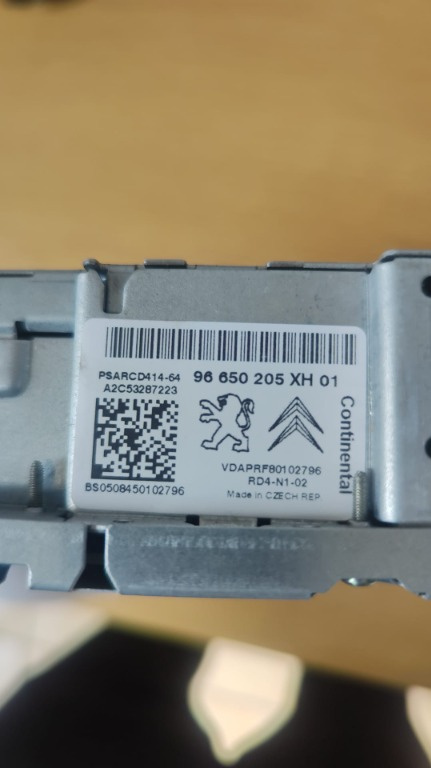 PSARCD414-64 96 650 205 XH 01
A2C53287223
Continental
VDAPRF80102796
RD4-N1-02
BS0508450102796 Made in CZECH REP.